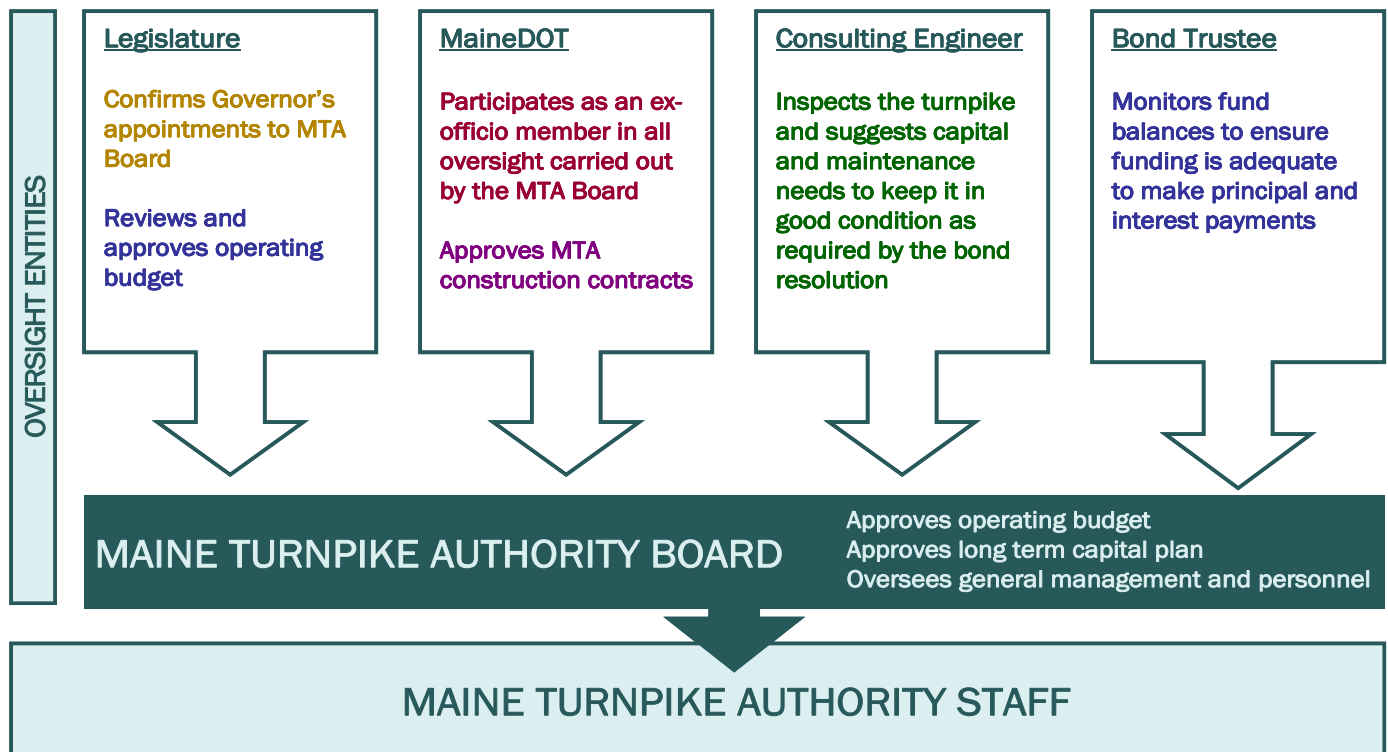 OVERSIGHT ENTITIES
Legislature
Confirms Governor’s
appointments to MTA
Board
Reviews and
approves operating
budget
MaineDOT
Participates as an ex-
officio member in all
oversight carried out
by the MTA Board
Approves MTA
construction contracts
Consulting Engineer
Inspects the turnpike
and suggests capital
and maintenance
needs to keep it in
good condition as
required by the bond
resolution
Bond Trustee
Monitors fund
balances to ensure
funding is adequate
to make principal and
interest payments
MAINE TURNPIKE AUTHORITY BOARD
Approves operating budget
Approves long term capital plan
Oversees general management and personnel
MAINE TURNPIKE AUTHORITY STAFF